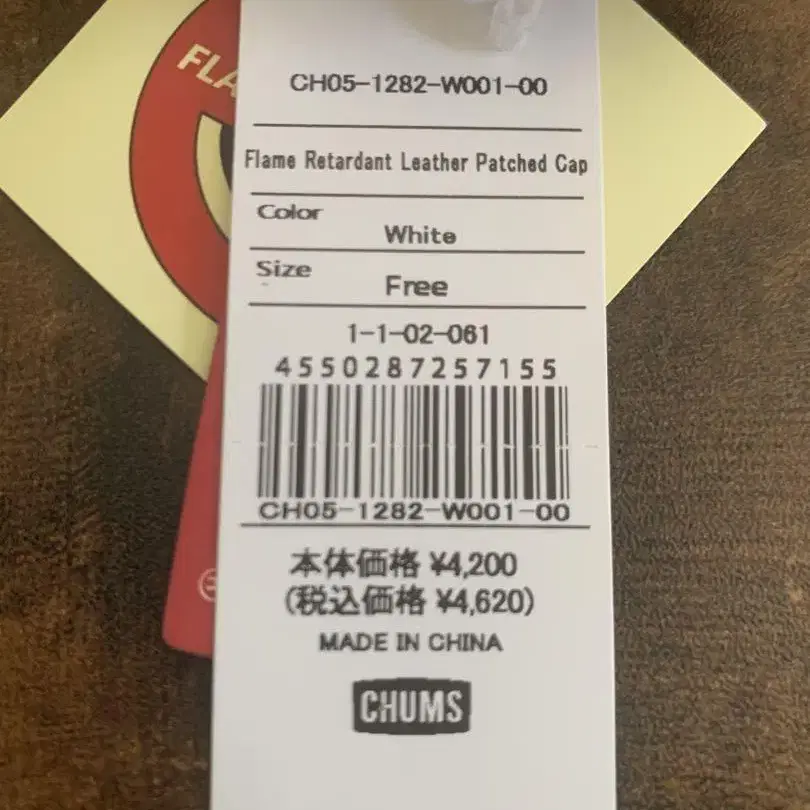 FLA
CH05-1282-W001-00
Flame Retardant Leather Patched Cap
Color
White
Size
Free
1-1-02-061
4550287257155
CH05-1282-W001-00
本体価格 ¥4,200
(税込価格 ¥4,620)
MADE IN CHINA
CHUMS